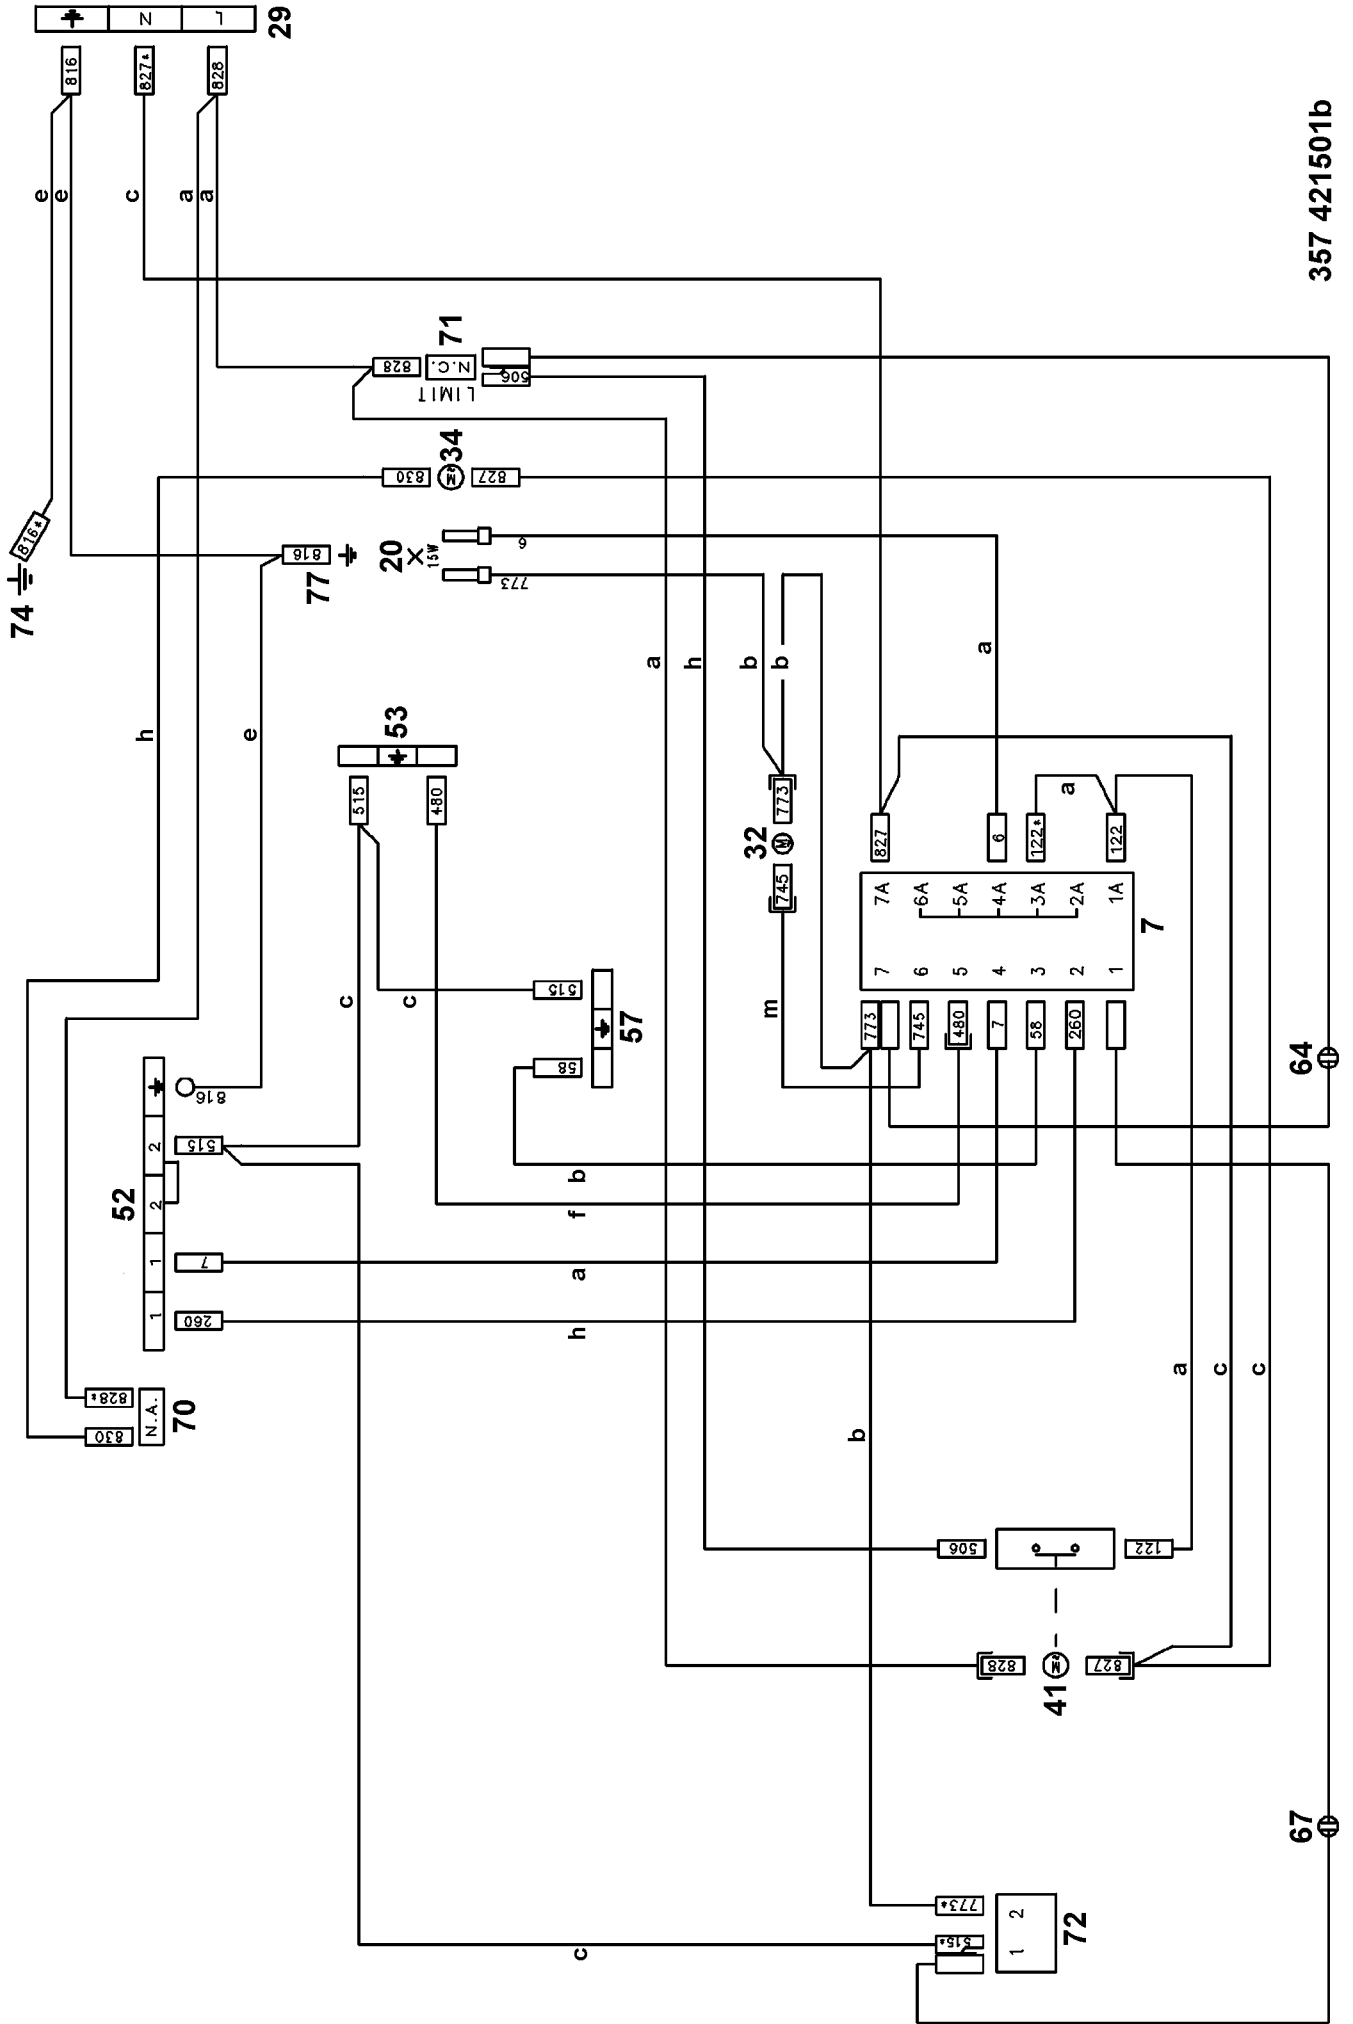 29
L
N
828
827*
816
e
e
c
a
a
357 421501b
71
828
N.C.
LIMIT
506
34
830
M
827
816*
74
816
77
20
15W
6
773
h
e
a
h
b
b
a
53
515
480
773
32
M
745
827
6
122*
122
a
7A
6A
5A
4A
3A
2A
1A
7
7
6
5
4
3
2
1
773
745
480
7
58
260
c
c
m
515
57
58
64
816
52
2
2
1
1
515
7
260
b
f
a
h
828*
830
N.A.
70
a
c
c
b
506
122
828
M
827
41
67
773*
515*
2
1
72
c